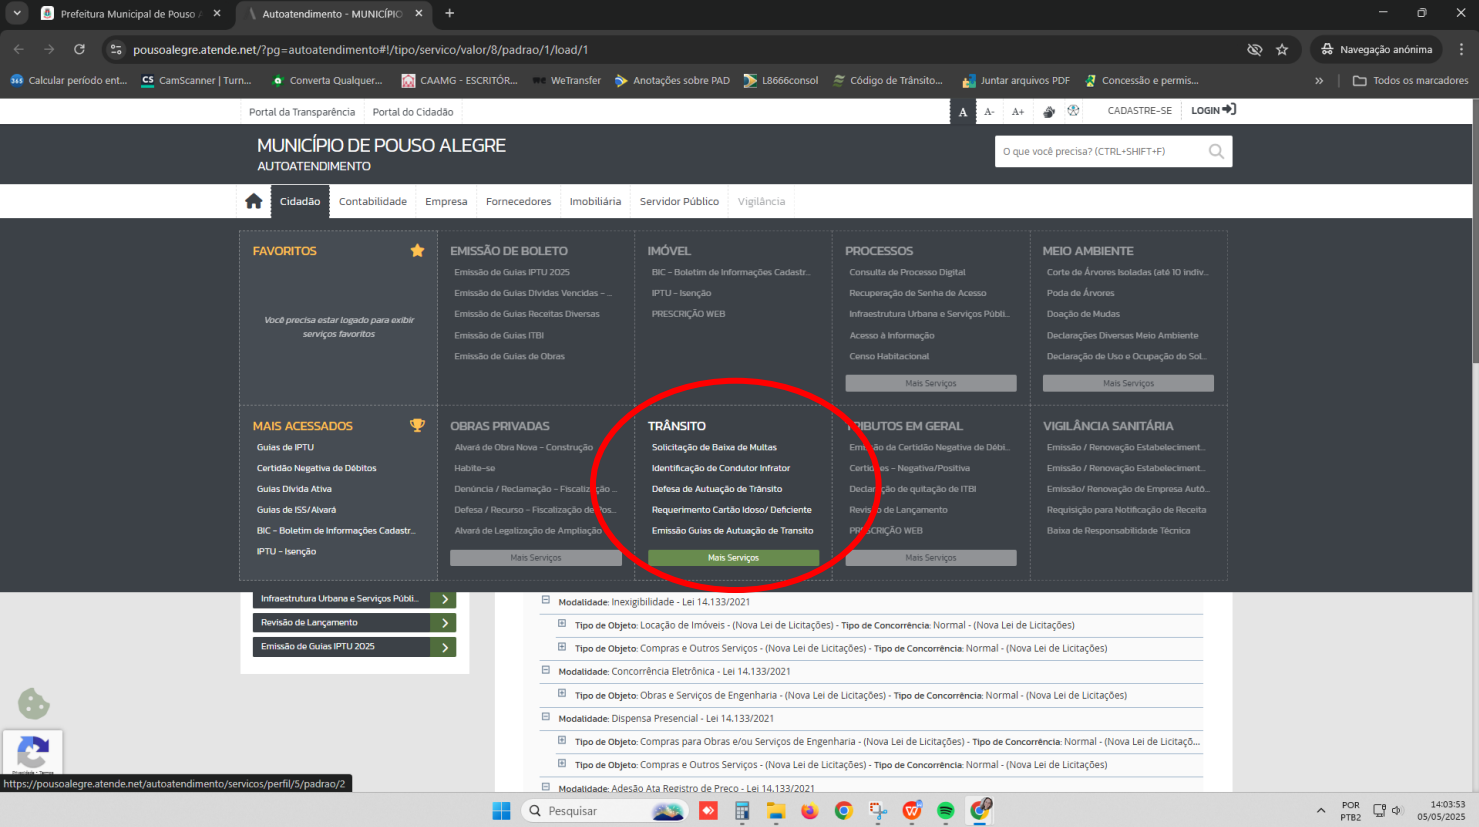 Prefeitura Municipal de Pouso A
Autoatendimento - MUNICÍPIO
pousoalegre.atende.net/?pg=autoatendimento#!/tipo/servico/valor/8/padrao/1/load/1
Navegação anónima
Calcular período ent...
CS CamScanner | Turn...
Converta Qualquer...
CAAMG - ESCRITÓR...
we WeTransfer
Anotações sobre PAD
L8666consol
Código de Trânsito...
Juntar arquivos PDF
Concessão e permis...
»
Todos os marcadores
Portal da Transparência
Portal do Cidadão
A
A-
A+
CADASTRE-SE
LOGIN
MUNICÍPIO DE POUSO ALEGRE
AUTOATENDIMENTO
O que você precisa? (CTRL+SHIFT+F)
Cidadão
Contabilidade
Empresa
Fornecedores
Imobiliária
Servidor Público
Vigilância
FAVORITOS
Você precisa estar logado para exibir
serviços favoritos
EMISSÃO DE BOLETO
Emissão de Guias IPTU 2025
Emissão de Guias Dívidas Vencidas - ...
Emissão de Guias Receitas Diversas
Emissão de Guias ITBI
Emissão de Guias de Obras
IMÓVEL
BIC - Boletim de Informações Cadastr...
IPTU - Isenção
PRESCRIÇÃO WEB
PROCESSOS
Consulta de Processo Digital
Recuperação de Senha de Acesso
Infraestrutura Urbana e Serviços Públi...
Acesso à Informação
Censo Habitacional
Mais Serviços
MEIO AMBIENTE
Corte de Árvores Isoladas (até 10 indiv...
Poda de Árvores
Doação de Mudas
Declarações Diversas Meio Ambiente
Declaração de Uso e Ocupação do Sol...
Mais Serviços
MAIS ACESSADOS
Guias de IPTU
Certidão Negativa de Débitos
Guias Dívida Ativa
Guias de ISS/Alvará
BIC - Boletim de Informações Cadastr...
IPTU - Isenção
OBRAS PRIVADAS
Alvará de Obra Nova - Construção
Habite-se
Denúncia / Reclamação - Fiscalização ...
Defesa / Recurso - Fiscalização de Pos...
Alvará de Legalização de Ampliação
Mais Serviços
TRÂNSITO
Solicitação de Baixa de Multas
Identificação de Condutor Infrator
Defesa de Autuação de Trânsito
Requerimento Cartão Idoso/ Deficiente
Emissão Guias de Autuação de Transito
Mais Serviços
TRIBUTOS EM GERAL
Emissão da Certidão Negativa de Débi...
Certidões - Negativa/Positiva
Declaração de quitação de ITBI
Revisão de Lançamento
PRESCRIÇÃO WEB
Mais Serviços
VIGILÂNCIA SANITÁRIA
Emissão / Renovação Estabeleciment...
Emissão / Renovação Estabeleciment...
Emissão/ Renovação de Empresa Autô...
Requisição para Notificação de Receita
Baixa de Responsabilidade Técnica
Infraestrutura Urbana e Serviços Públi...
Revisão de Lançamento
Emissão de Guias IPTU 2025
Modalidade: Inexigibilidade - Lei 14.133/2021
Tipo de Objeto: Locação de Imóveis - (Nova Lei de Licitações) - Tipo de Concorrência: Normal - (Nova Lei de Licitações)
Tipo de Objeto: Compras e Outros Serviços - (Nova Lei de Licitações) - Tipo de Concorrência: Normal - (Nova Lei de Licitações)
Modalidade: Concorrência Eletrônica - Lei 14.133/2021
Tipo de Objeto: Obras e Serviços de Engenharia - (Nova Lei de Licitações) - Tipo de Concorrência: Normal - (Nova Lei de Licitações)
Modalidade: Dispensa Presencial - Lei 14.133/2021
Tipo de Objeto: Compras para Obras e/ou Serviços de Engenharia - (Nova Lei de Licitações) - Tipo de Concorrência: Normal - (Nova Lei de Licitaçõ...
Tipo de Objeto: Compras e Outros Serviços - (Nova Lei de Licitações) - Tipo de Concorrência: Normal - (Nova Lei de Licitações)
Modalidade: Adesão Ata Registro de Preço - Lei 14.133/2021
Privacidade - Termos
https://pousoalegre.atende.net/autoatendimento/servicos/perfil/5/padrao/2
Pesquisar
POR
PTB2
14:03:53
05/05/2025